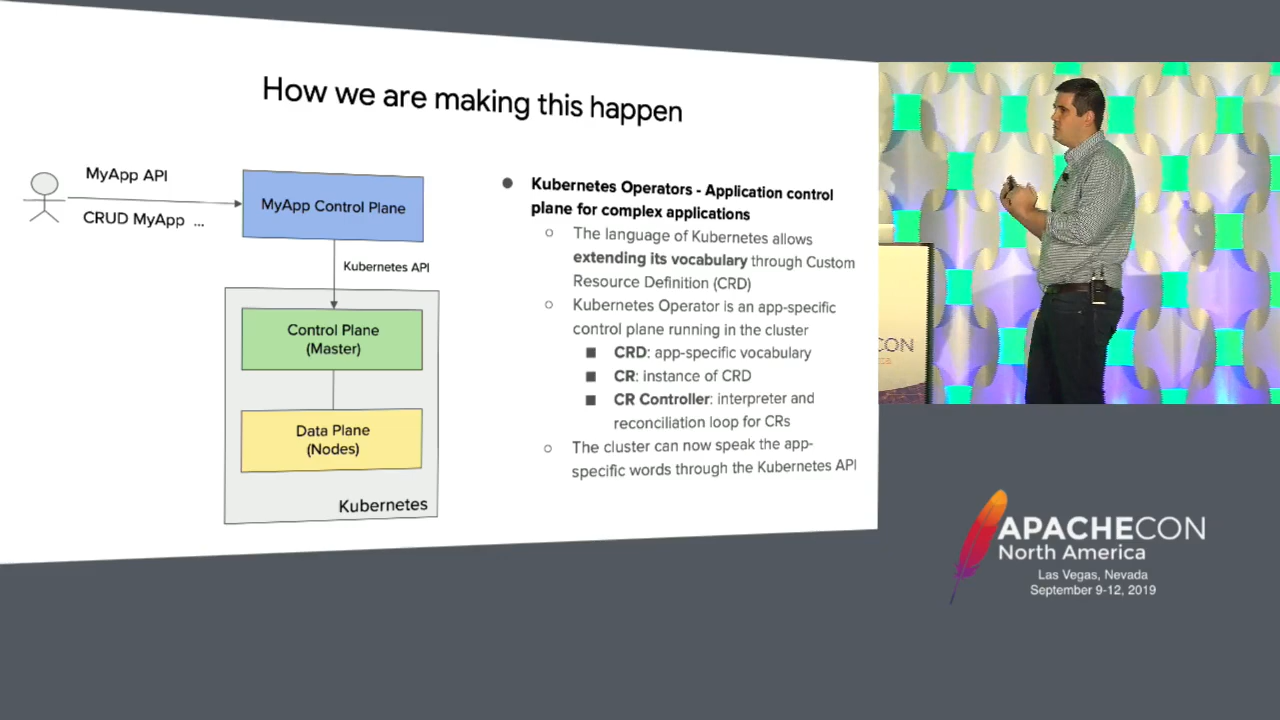 How we are making this happen
MyApp API
CRUD MyApp ...
MyApp Control Plane
Kubernetes API
Control Plane
(Master)
Data Plane
(Nodes)
Kubernetes
Kubernetes Operators - Application control
plane for complex applications
The language of Kubernetes allows
extending its vocabulary through Custom
Resource Definition (CRD)
Kubernetes Operator is an app-specific
control plane running in the cluster
CRD: app-specific vocabulary
CR: instance of CRD
CR Controller: interpreter and
reconciliation loop for CRs
The cluster can now speak the app-
specific words through the Kubernetes API
CON
APACHECON
North America
Las Vegas, Nevada
September 9-12, 2019